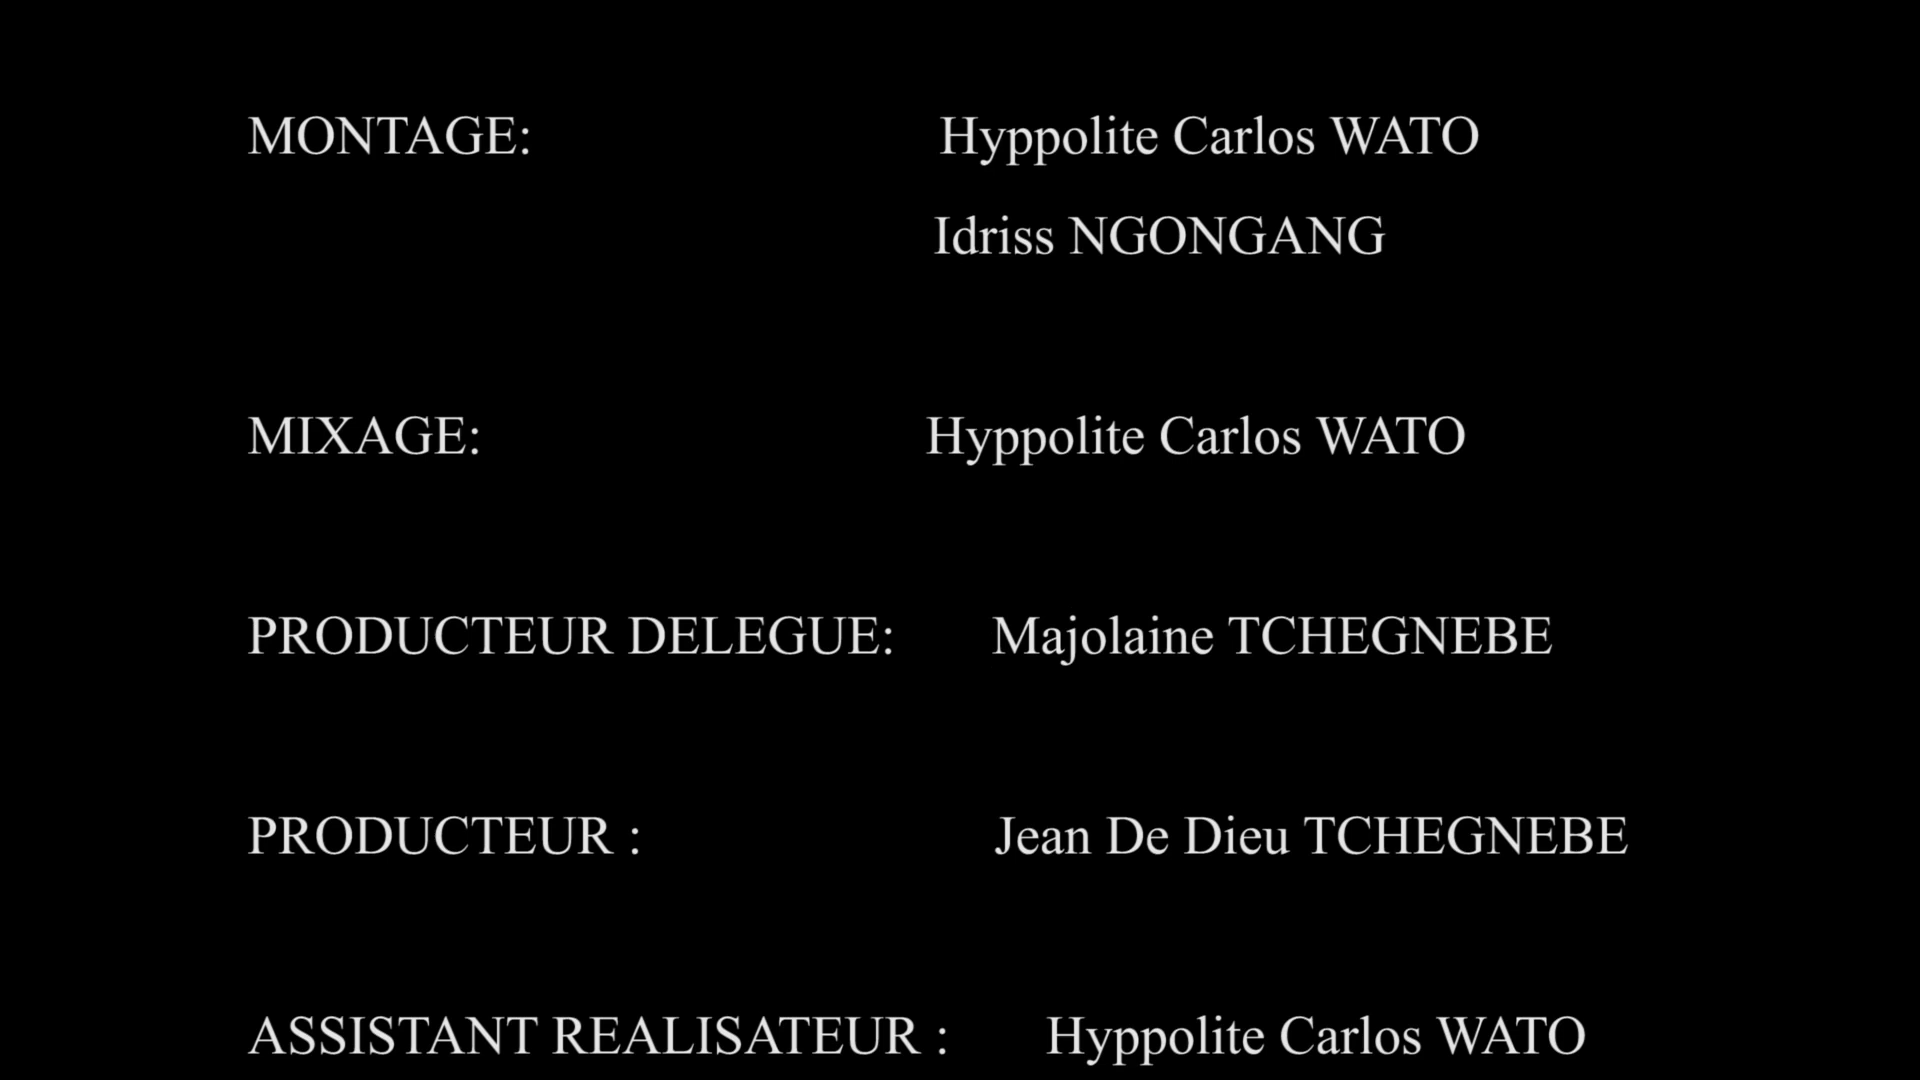 MONTAGE: Hyppolite Carlos WATO
Idriss NGONGANG
MIXAGE: Hyppolite Carlos WATO
PRODUCTEUR DELEGUE: Majolaine TCHEGNEBE
PRODUCTEUR : Jean De Dieu TCHEGNEBE
ASSISTANT REALISATEUR : Hyppolite Carlos WATO